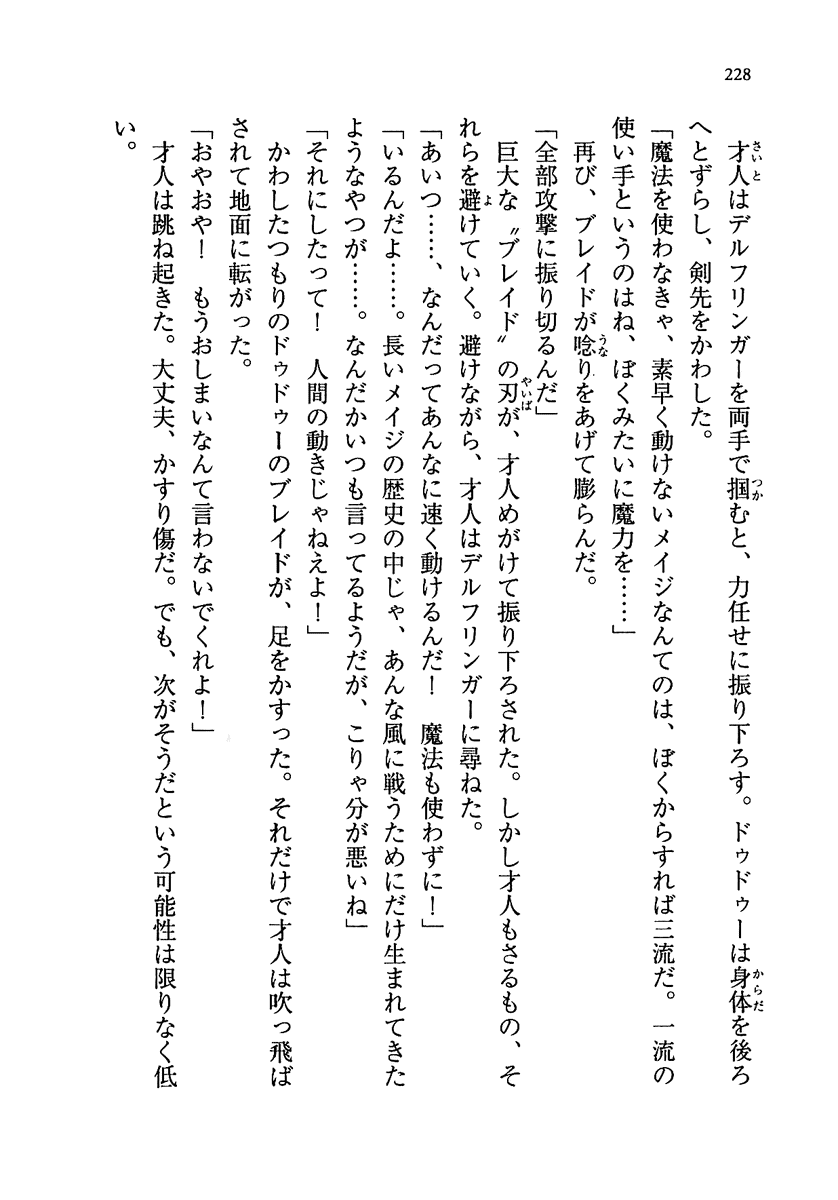 228
才人はデルフリンガーを両手で掴むと、力任せに振り下ろす。ドゥドゥーは身体を後ろ
へとずらし、剣先をかわした。
「魔法を使わなきゃ、素早く動けないメイジなんてのは、ぼくからすれば三流だ。一流の
使い手というのはね、ぼくみたいに魔力を……」
再び、ブレイドが唸りをあげて膨らんだ。
「全部攻撃に振り切るんだ」
巨大な〝ブレイド〟の刃が、才人めがけて振り下ろされた。しかし才人もさるもの、そ
れらを避けていく。避けながら、才人はデルフリンガーに尋ねた。
「あいつ……、なんだってあんなに速く動けるんだ！　魔法も使わずに！」
「いるんだよ……。長いメイジの歴史の中じゃ、あんな風に戦うためにだけ生まれてきた
ようなやつが……。なんだかいつも言ってるようだが、こりゃ分が悪いね」
「それにしたって！　人間の動きじゃねえよ！」
かわしたつもりのドゥドゥーのブレイドが、足をかすった。それだけで才人は吹っ飛ば
されて地面に転がった。
「おやおや！　もうおしまいなんて言わないでくれよ！」
才人は跳ね起きた。大丈夫、かすり傷だ。でも、次がそうだという可能性は限りなく低
い。